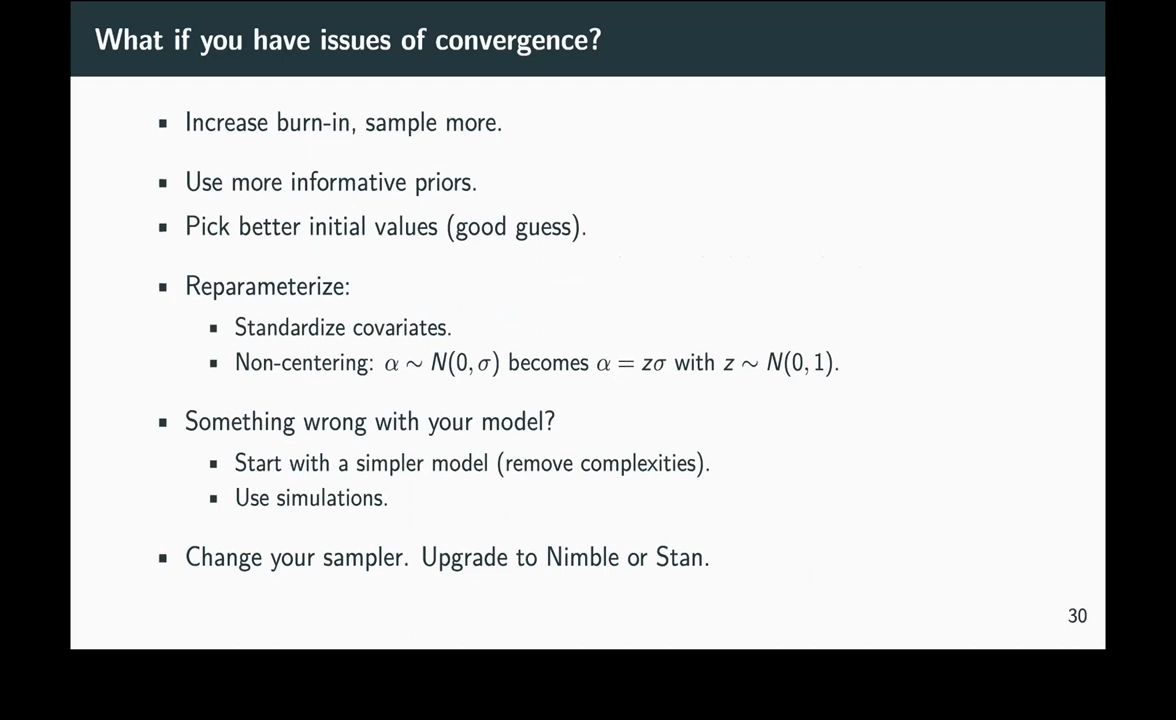 What if you have issues of convergence?
▪ Increase burn-in, sample more.
▪ Use more informative priors.
▪ Pick better initial values (good guess).
▪ Reparameterize:
▪ Standardize covariates.
▪ Non-centering: α ∼ N(0, σ) becomes α = zσ with z ∼ N(0, 1).
▪ Something wrong with your model?
▪ Start with a simpler model (remove complexities).
▪ Use simulations.
▪ Change your sampler. Upgrade to Nimble or Stan.
30